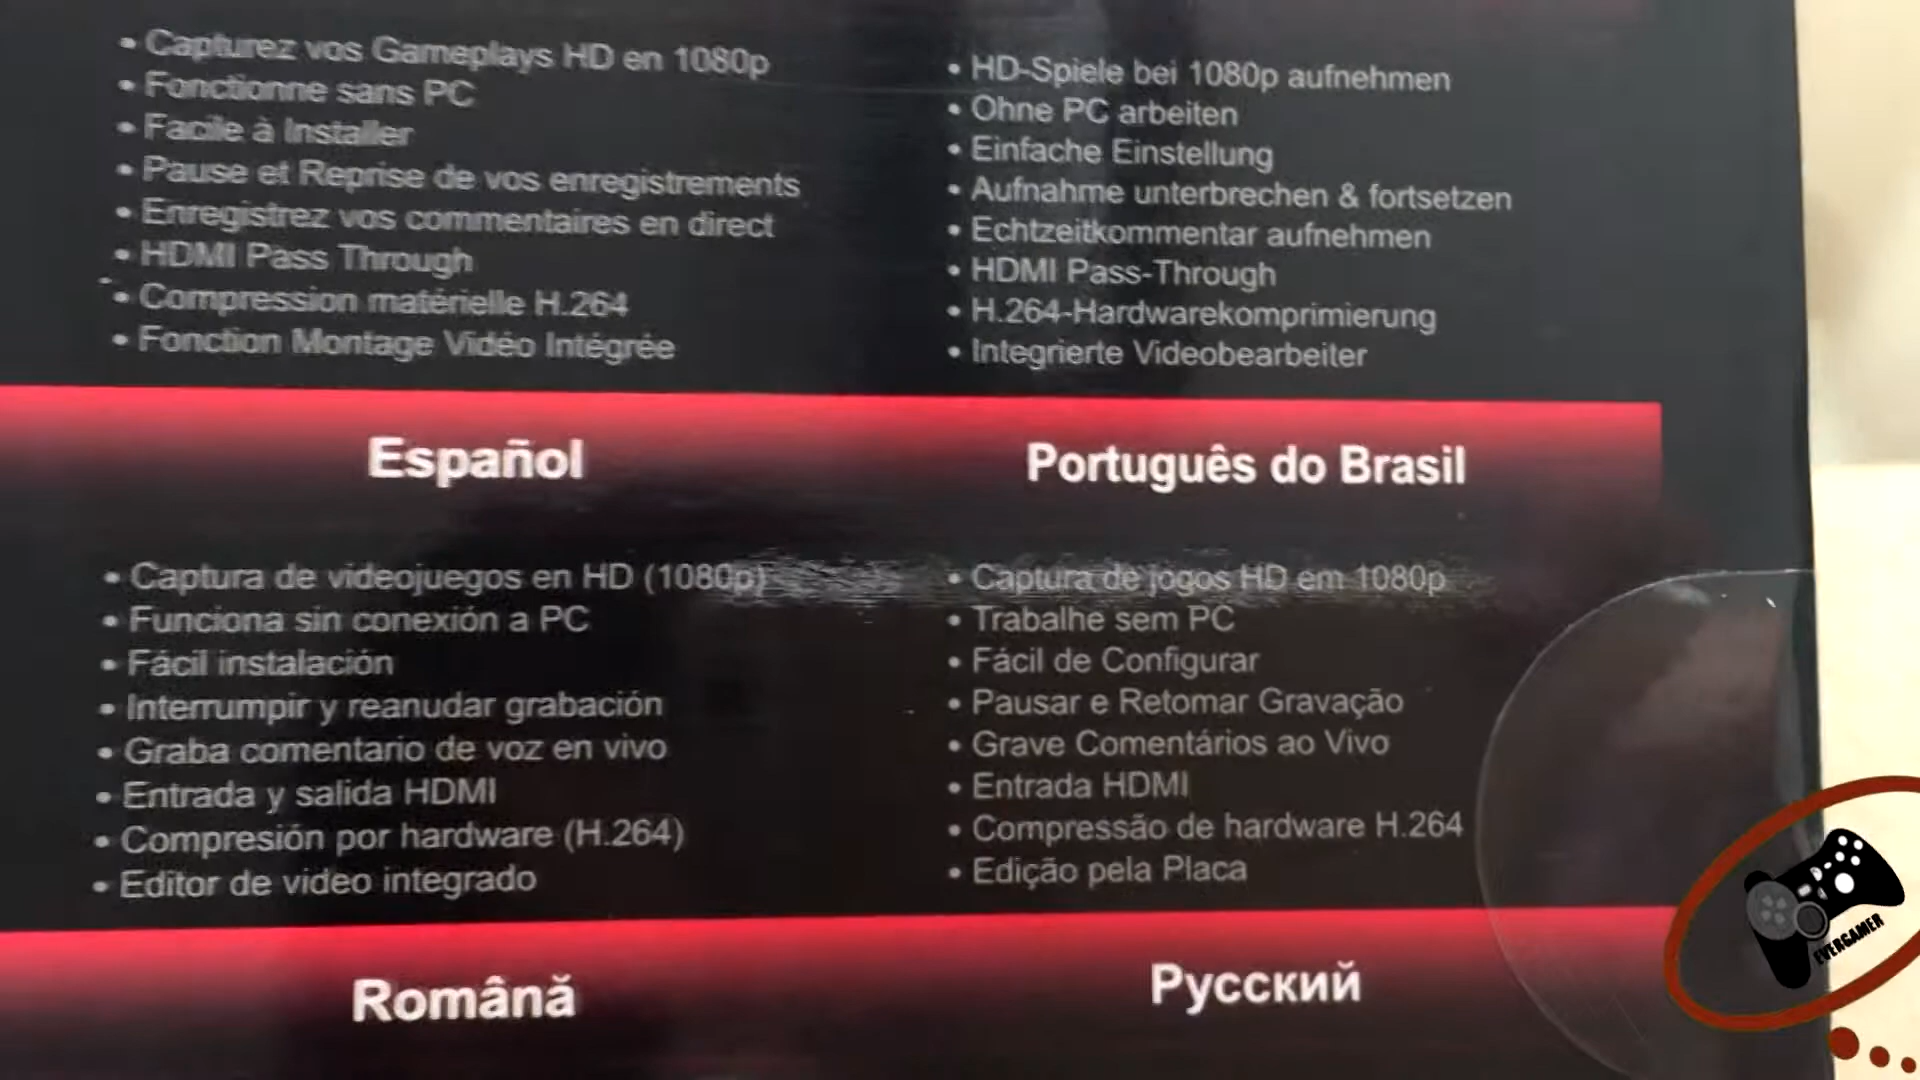 • Capturez vos Gameplays HD en 1080p
• Fonctionne sans PC
• Facile à Installer
• Pause et Reprise de vos enregistrements
• Enregistrez vos commentaires en direct
• HDMI Pass Through
• Compression matérielle H.264
• Fonction Montage Vidéo Intégrée
• HD-Spiele bei 1080p aufnehmen
• Ohne PC arbeiten
• Einfache Einstellung
• Aufnahme unterbrechen & fortsetzen
• Echtzeitkommentar aufnehmen
• HDMI Pass-Through
• H.264-Hardwarekomprimierung
• Integrierte Videobearbeiter
Español
• Captura de videojuegos en HD (1080p)
• Funciona sin conexión a PC
• Fácil instalación
• Interrumpir y reanudar grabación
• Graba comentario de voz en vivo
• Entrada y salida HDMI
• Compresión por hardware (H.264)
• Editor de video integrado
Português do Brasil
• Captura de jogos HD em 1080p
• Trabalhe sem PC
• Fácil de Configurar
• Pausar e Retomar Gravação
• Grave Comentários ao Vivo
• Entrada HDMI
• Compressão de hardware H.264
• Edição pela Placa
Română
Русский
EVERGAMER